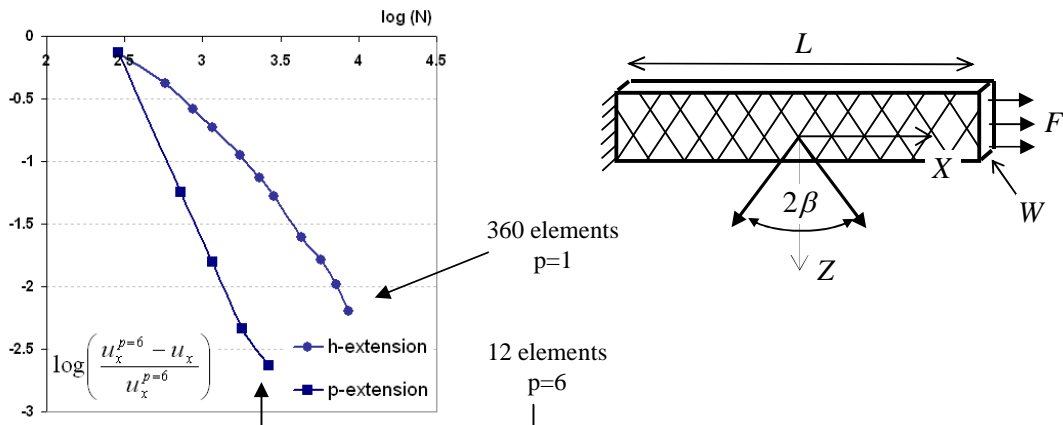 log (N)
0
2
2.5
3
3.5
4
4.5
-0.5
-1
-1.5
-2
-2.5
-3
log((u_x^{p=6} - u_x) / u_x^{p=6})
h-extension
p-extension
360 elements
p=1
12 elements
p=6
L
F
X
W
2β
Z